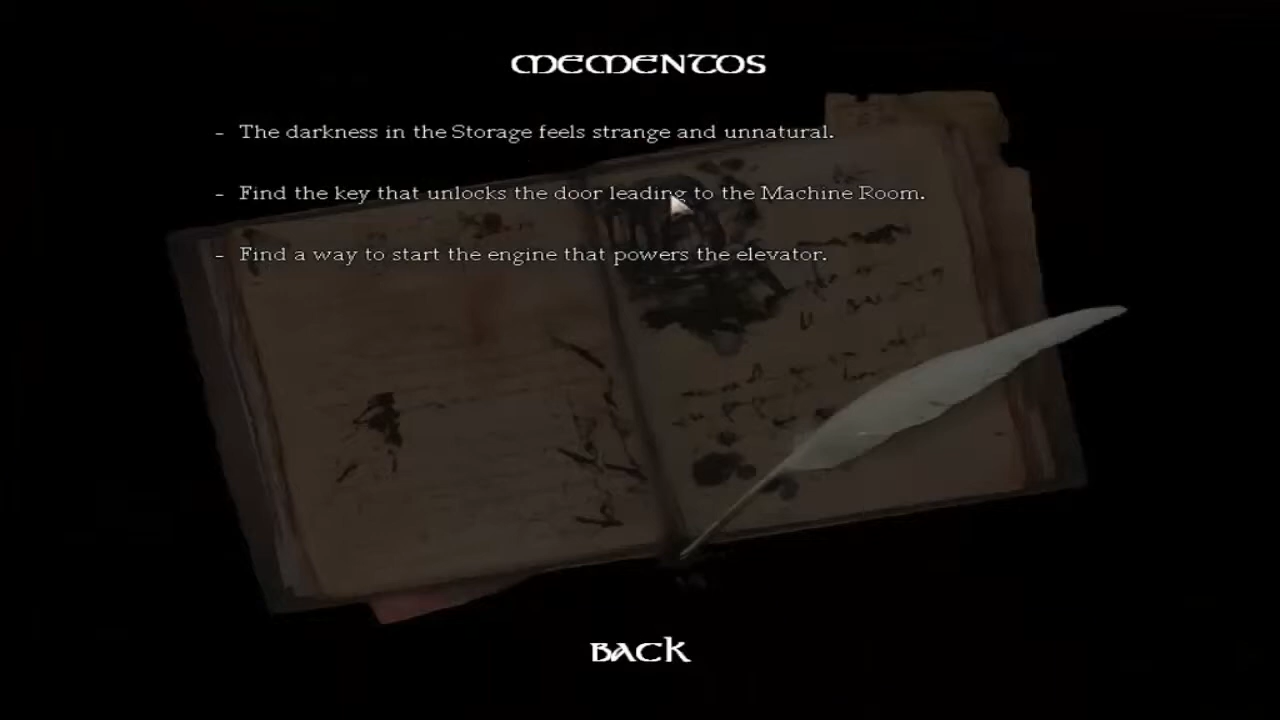 MEMENTOS
- The darkness in the Storage feels strange and unnatural.
- Find the key that unlocks the door leading to the Machine Room.
- Find a way to start the engine that powers the elevator.
BACK